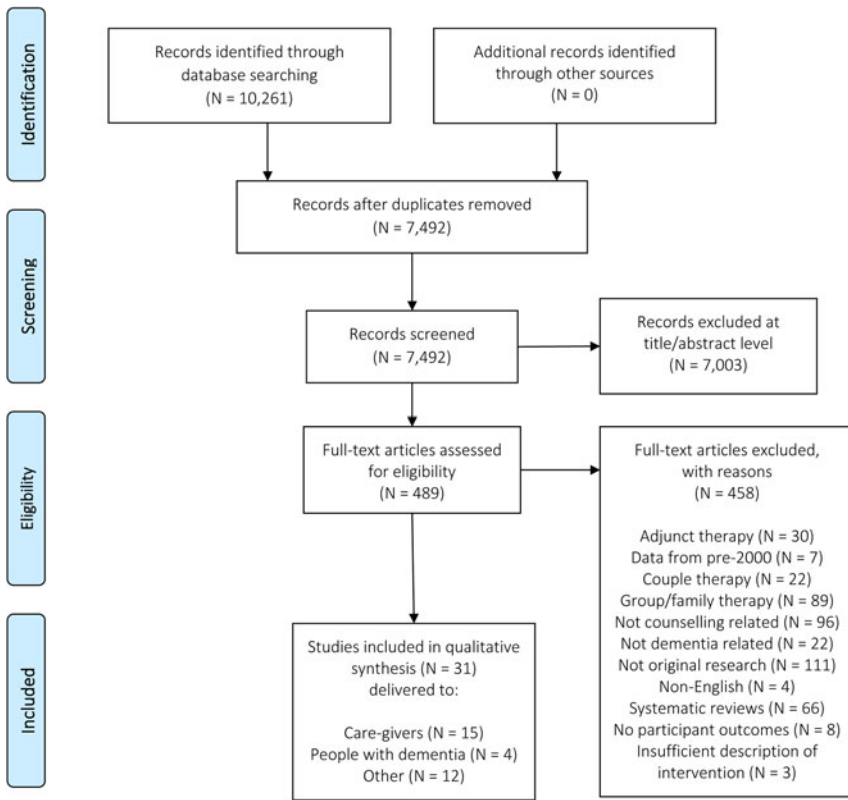 Identification
Records identified through
database searching
(N = 10,261)
Additional records identified
through other sources
(N = 0)
Records after duplicates removed
(N = 7,492)
Screening
Records screened
(N = 7,492)
Records excluded at
title/abstract level
(N = 7,003)
Eligibility
Full-text articles assessed
for eligibility
(N = 489)
Full-text articles excluded,
with reasons
(N = 458)
Adjunct therapy (N = 30)
Data from pre-2000 (N = 7)
Couple therapy (N = 22)
Group/family therapy (N = 89)
Not counselling related (N = 96)
Not dementia related (N = 22)
Not original research (N = 111)
Non-English (N = 4)
Systematic reviews (N = 66)
No participant outcomes (N = 8)
Insufficient description of
intervention (N = 3)
Included
Studies included in qualitative
synthesis (N = 31)
delivered to:
Care-givers (N = 15)
People with dementia (N = 4)
Other (N = 12)